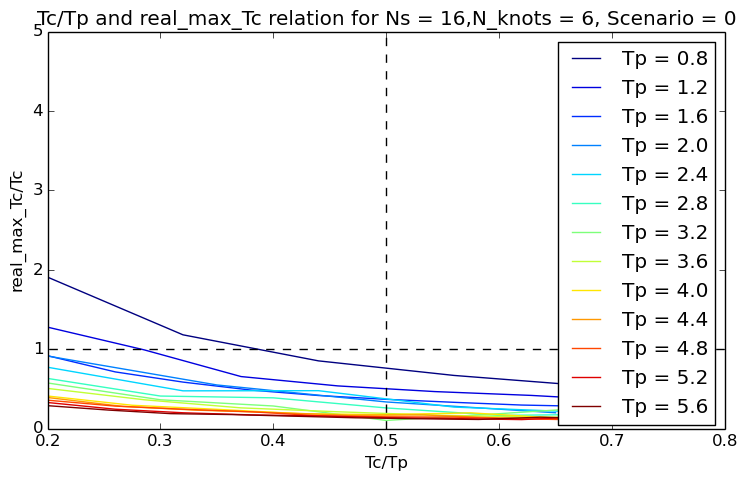 Tc/Tp and real_max_Tc relation for Ns = 16,N_knots = 6, Scenario = 0
5
4
3
2
1
0
real_max_Tc/Tc
0.2 0.3 0.4 0.5 0.6 0.7 0.8
Tc/Tp
Tp = 0.8
Tp = 1.2
Tp = 1.6
Tp = 2.0
Tp = 2.4
Tp = 2.8
Tp = 3.2
Tp = 3.6
Tp = 4.0
Tp = 4.4
Tp = 4.8
Tp = 5.2
Tp = 5.6